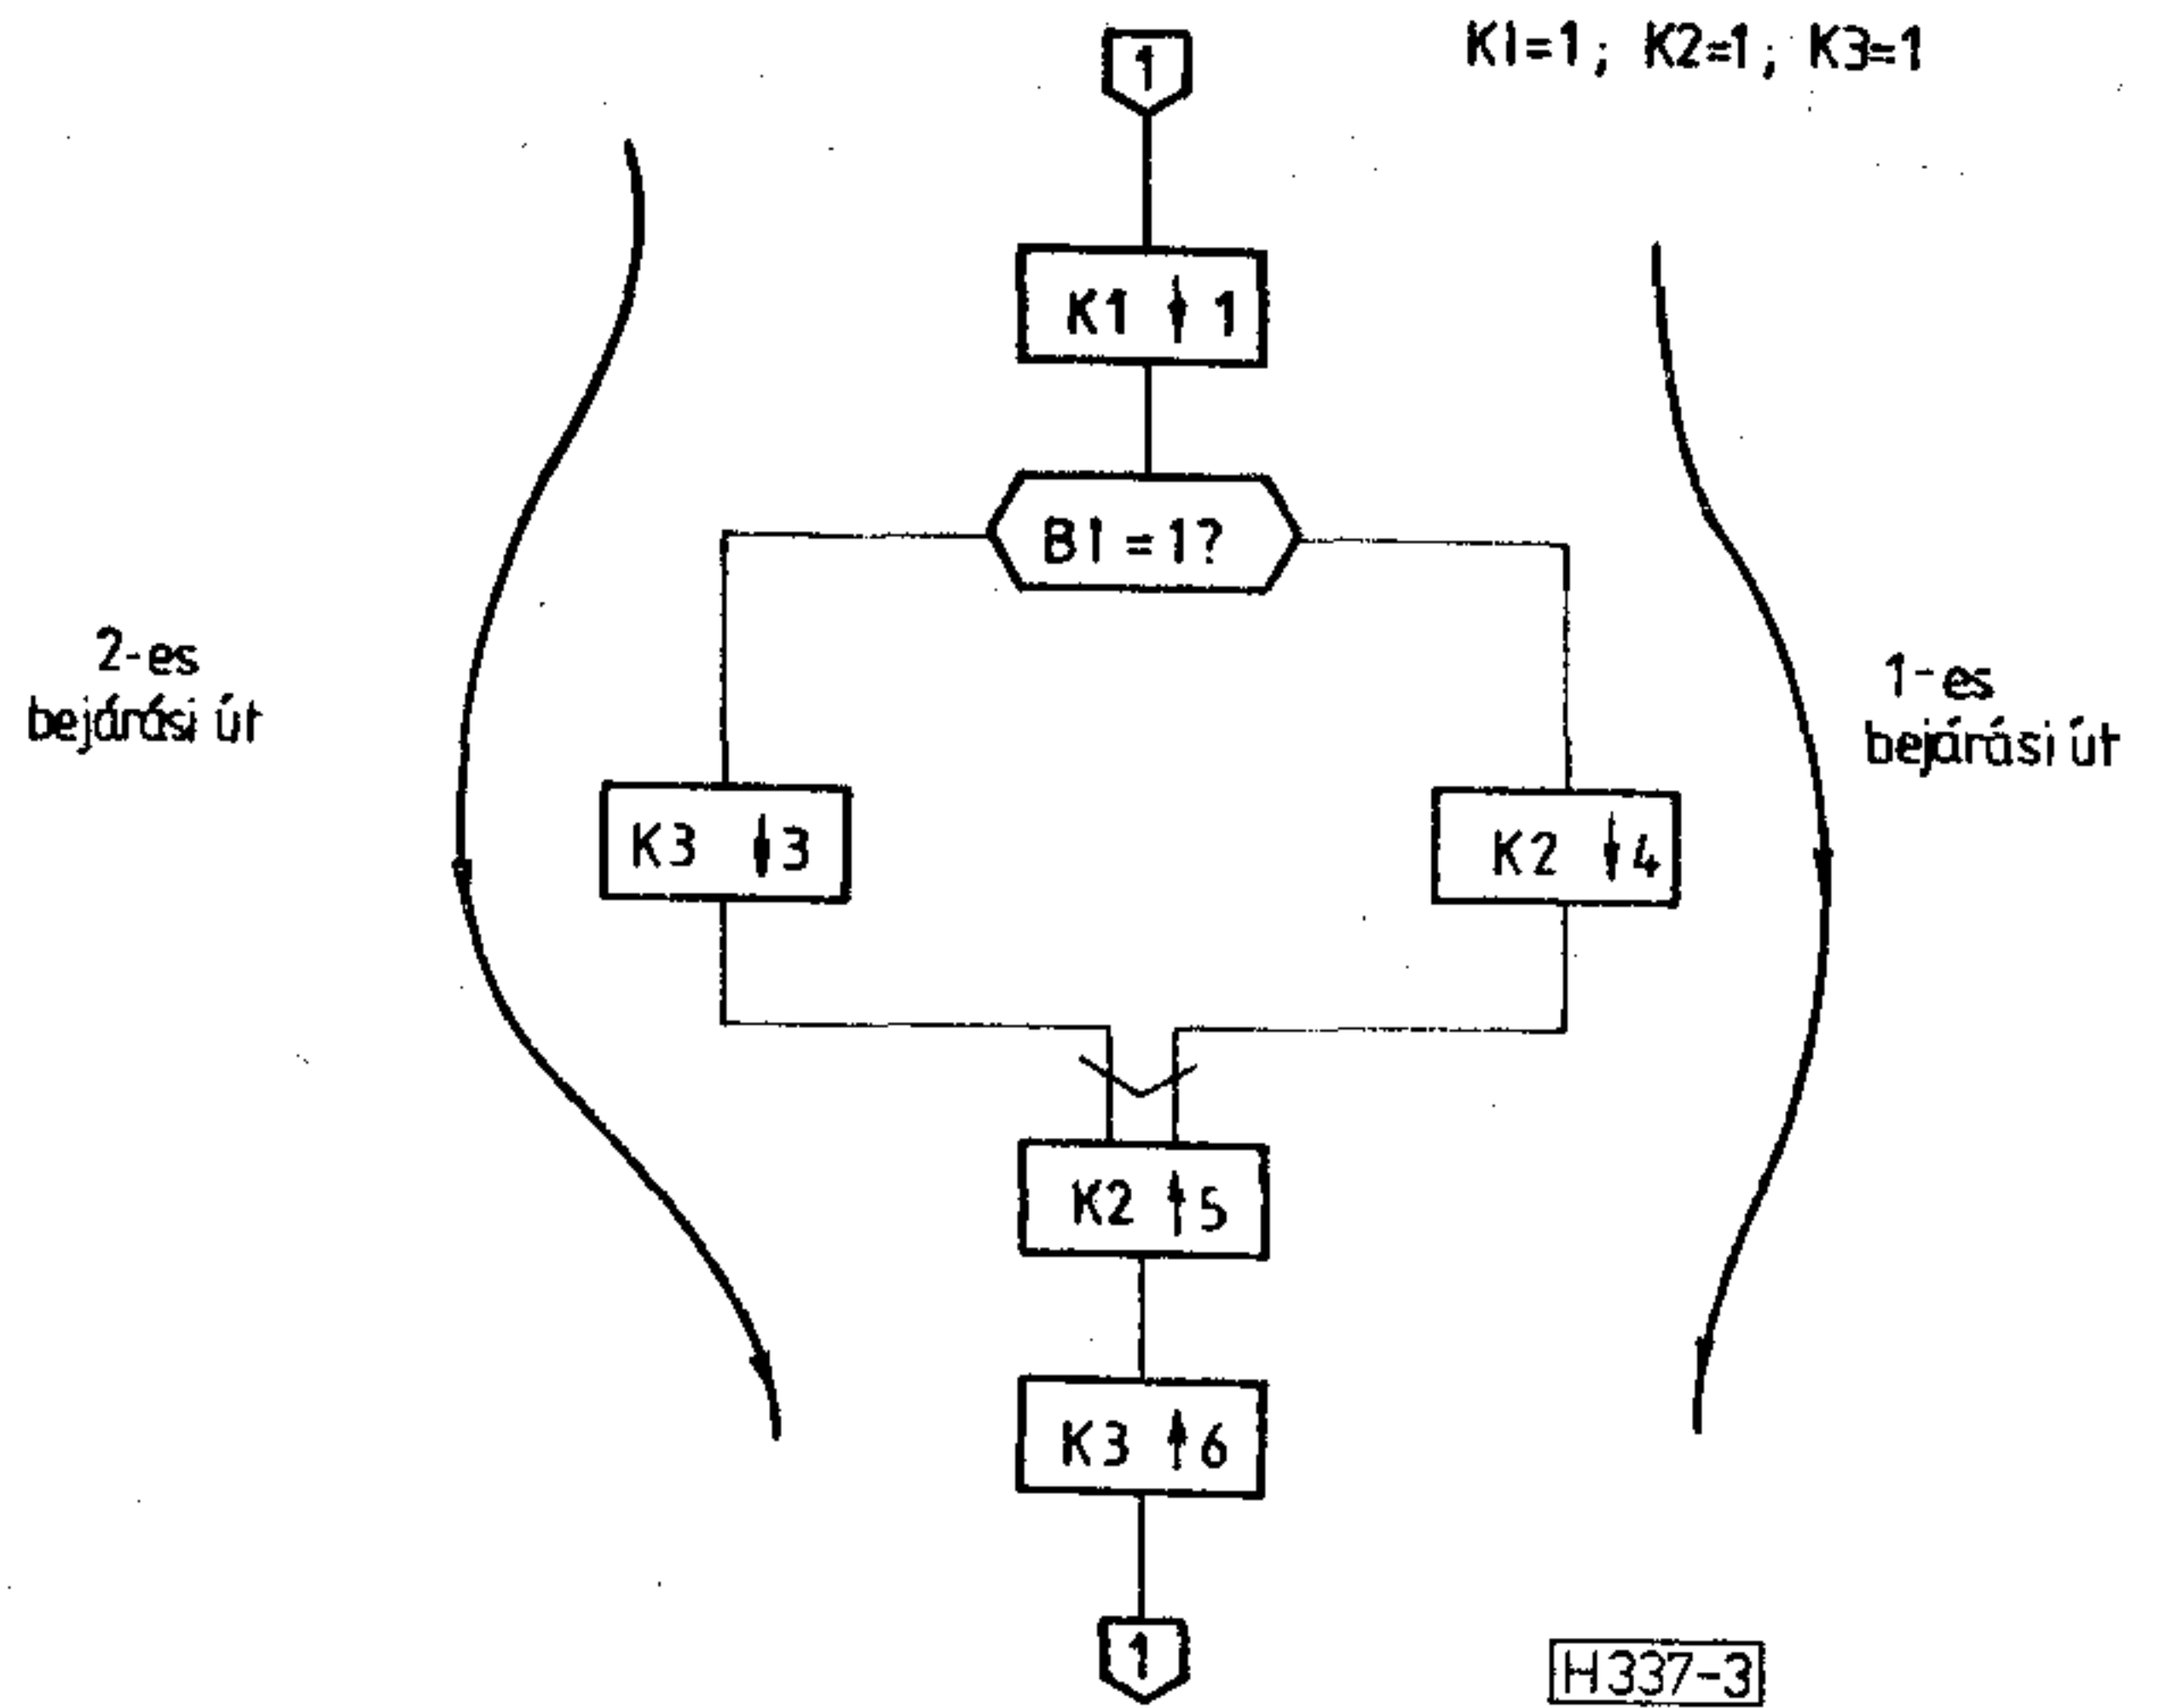 1
K1=1; K2=1; K3=1
K1 ↑ 1
B1=1?
2-es
bejárási út
1-es
bejárási út
K3 ↓ 3
K2 ↓ 4
K2 ↑ 5
K3 ↑ 6
1
H337-3